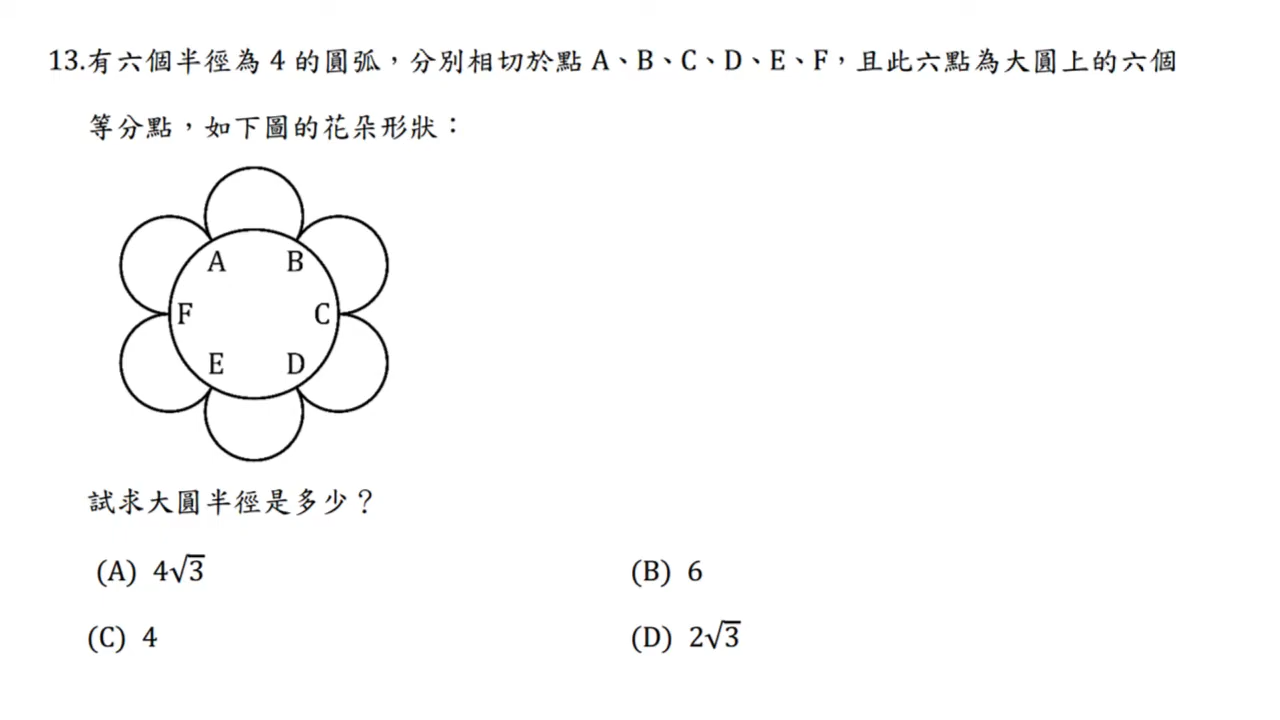 13.有六個半徑為 4 的圓弧，分別相切於點 A、B、C、D、E、F，且此六點為大圓上的六個
等分點，如下圖的花朵形狀：
A B
F C
E D
試求大圓半徑是多少？
(A) 4√3 (B) 6
(C) 4 (D) 2√3